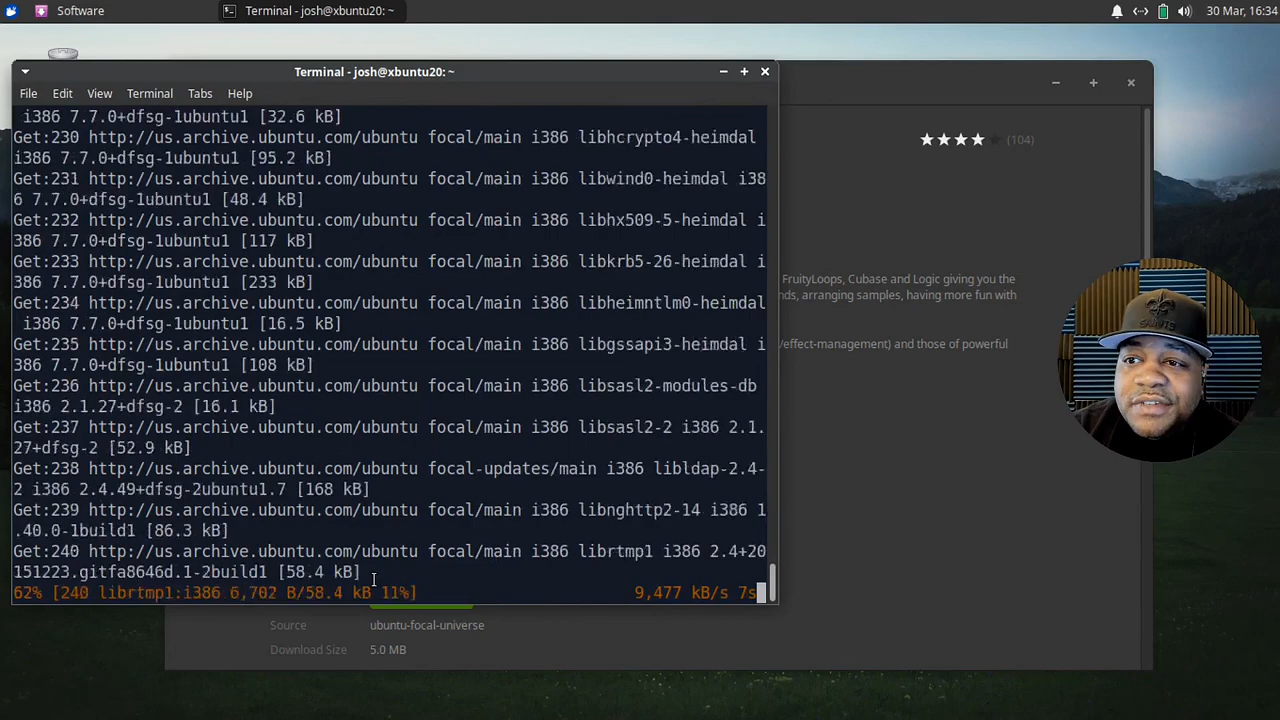 Software
Terminal - josh@xbuntu20: ~
30 Mar, 16:34
Terminal - josh@xbuntu20: ~
File Edit View Terminal Tabs Help
i386 7.7.0+dfsg-1ubuntu1 [32.6 kB]
Get:230 http://us.archive.ubuntu.com/ubuntu focal/main i386 libhcrypto4-heimdal
i386 7.7.0+dfsg-1ubuntu1 [95.2 kB]
Get:231 http://us.archive.ubuntu.com/ubuntu focal/main i386 libwind0-heimdal i38
6 7.7.0+dfsg-1ubuntu1 [48.4 kB]
Get:232 http://us.archive.ubuntu.com/ubuntu focal/main i386 libhx509-5-heimdal i
386 7.7.0+dfsg-1ubuntu1 [117 kB]
Get:233 http://us.archive.ubuntu.com/ubuntu focal/main i386 libkrb5-26-heimdal i
386 7.7.0+dfsg-1ubuntu1 [233 kB]
Get:234 http://us.archive.ubuntu.com/ubuntu focal/main i386 libheimntlm0-heimdal
i386 7.7.0+dfsg-1ubuntu1 [16.5 kB]
Get:235 http://us.archive.ubuntu.com/ubuntu focal/main i386 libgssapi3-heimdal i
386 7.7.0+dfsg-1ubuntu1 [108 kB]
Get:236 http://us.archive.ubuntu.com/ubuntu focal/main i386 libsasl2-modules-db
i386 2.1.27+dfsg-2 [16.1 kB]
Get:237 http://us.archive.ubuntu.com/ubuntu focal/main i386 libsasl2-2 i386 2.1.
27+dfsg-2 [52.9 kB]
Get:238 http://us.archive.ubuntu.com/ubuntu focal-updates/main i386 libldap-2.4-
2 i386 2.4.49+dfsg-2ubuntu1.7 [168 kB]
Get:239 http://us.archive.ubuntu.com/ubuntu focal/main i386 libnghttp2-14 i386 1
.40.0-1build1 [86.3 kB]
Get:240 http://us.archive.ubuntu.com/ubuntu focal/main i386 librtmp1 i386 2.4+20
151223.gitfa8646d.1-2build1 [58.4 kB]
62% [240 librtmp1:i386 6,702 B/58.4 kB 11%] 9,477 kB/s 7s
(104)
FruityLoops, Cubase and Logic giving you the
nds, arranging samples, having more fun with
/effect-management) and those of powerful
Source ubuntu-focal-universe
Download Size 5.0 MB
SAINTS